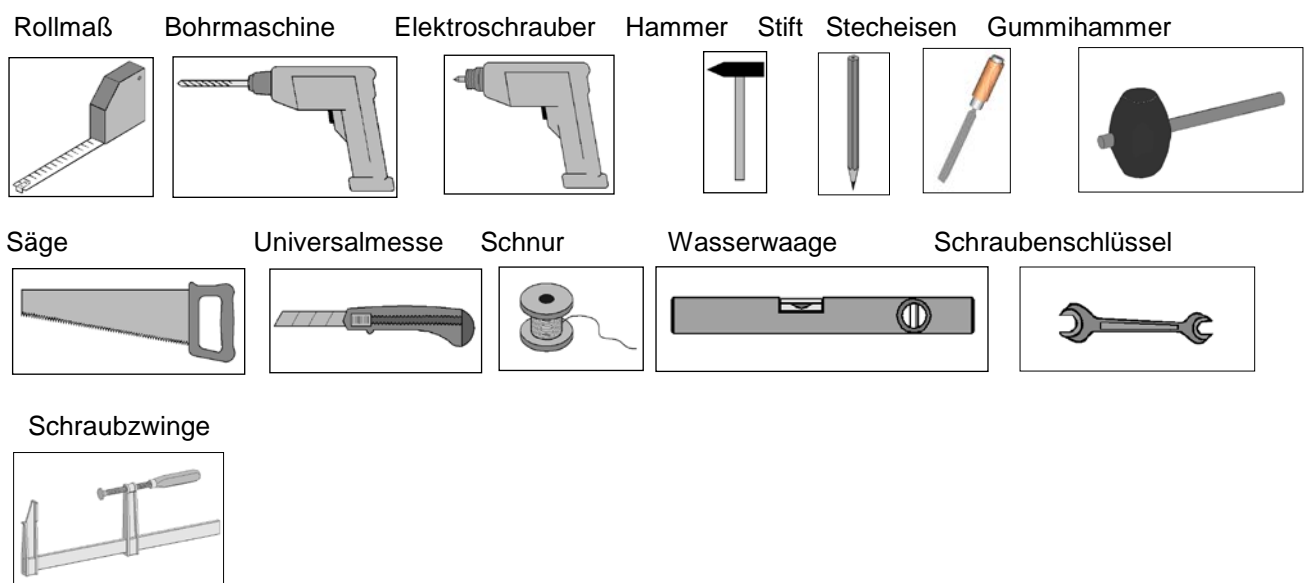 Rollmaß Bohrmaschine Elektroschrauber Hammer Stift Stecheisen Gummihammer
Säge Universalmesse Schnur Wasserwaage Schraubenschlüssel
Schraubzwinge